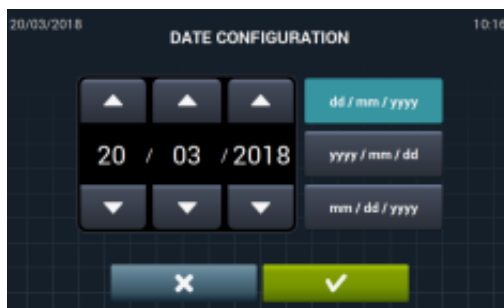 20/03/2018
DATE CONFIGURATION
10:16
dd / mm / yyyy
20 / 03 / 2018
yyyy / mm / dd
mm / dd / yyyy